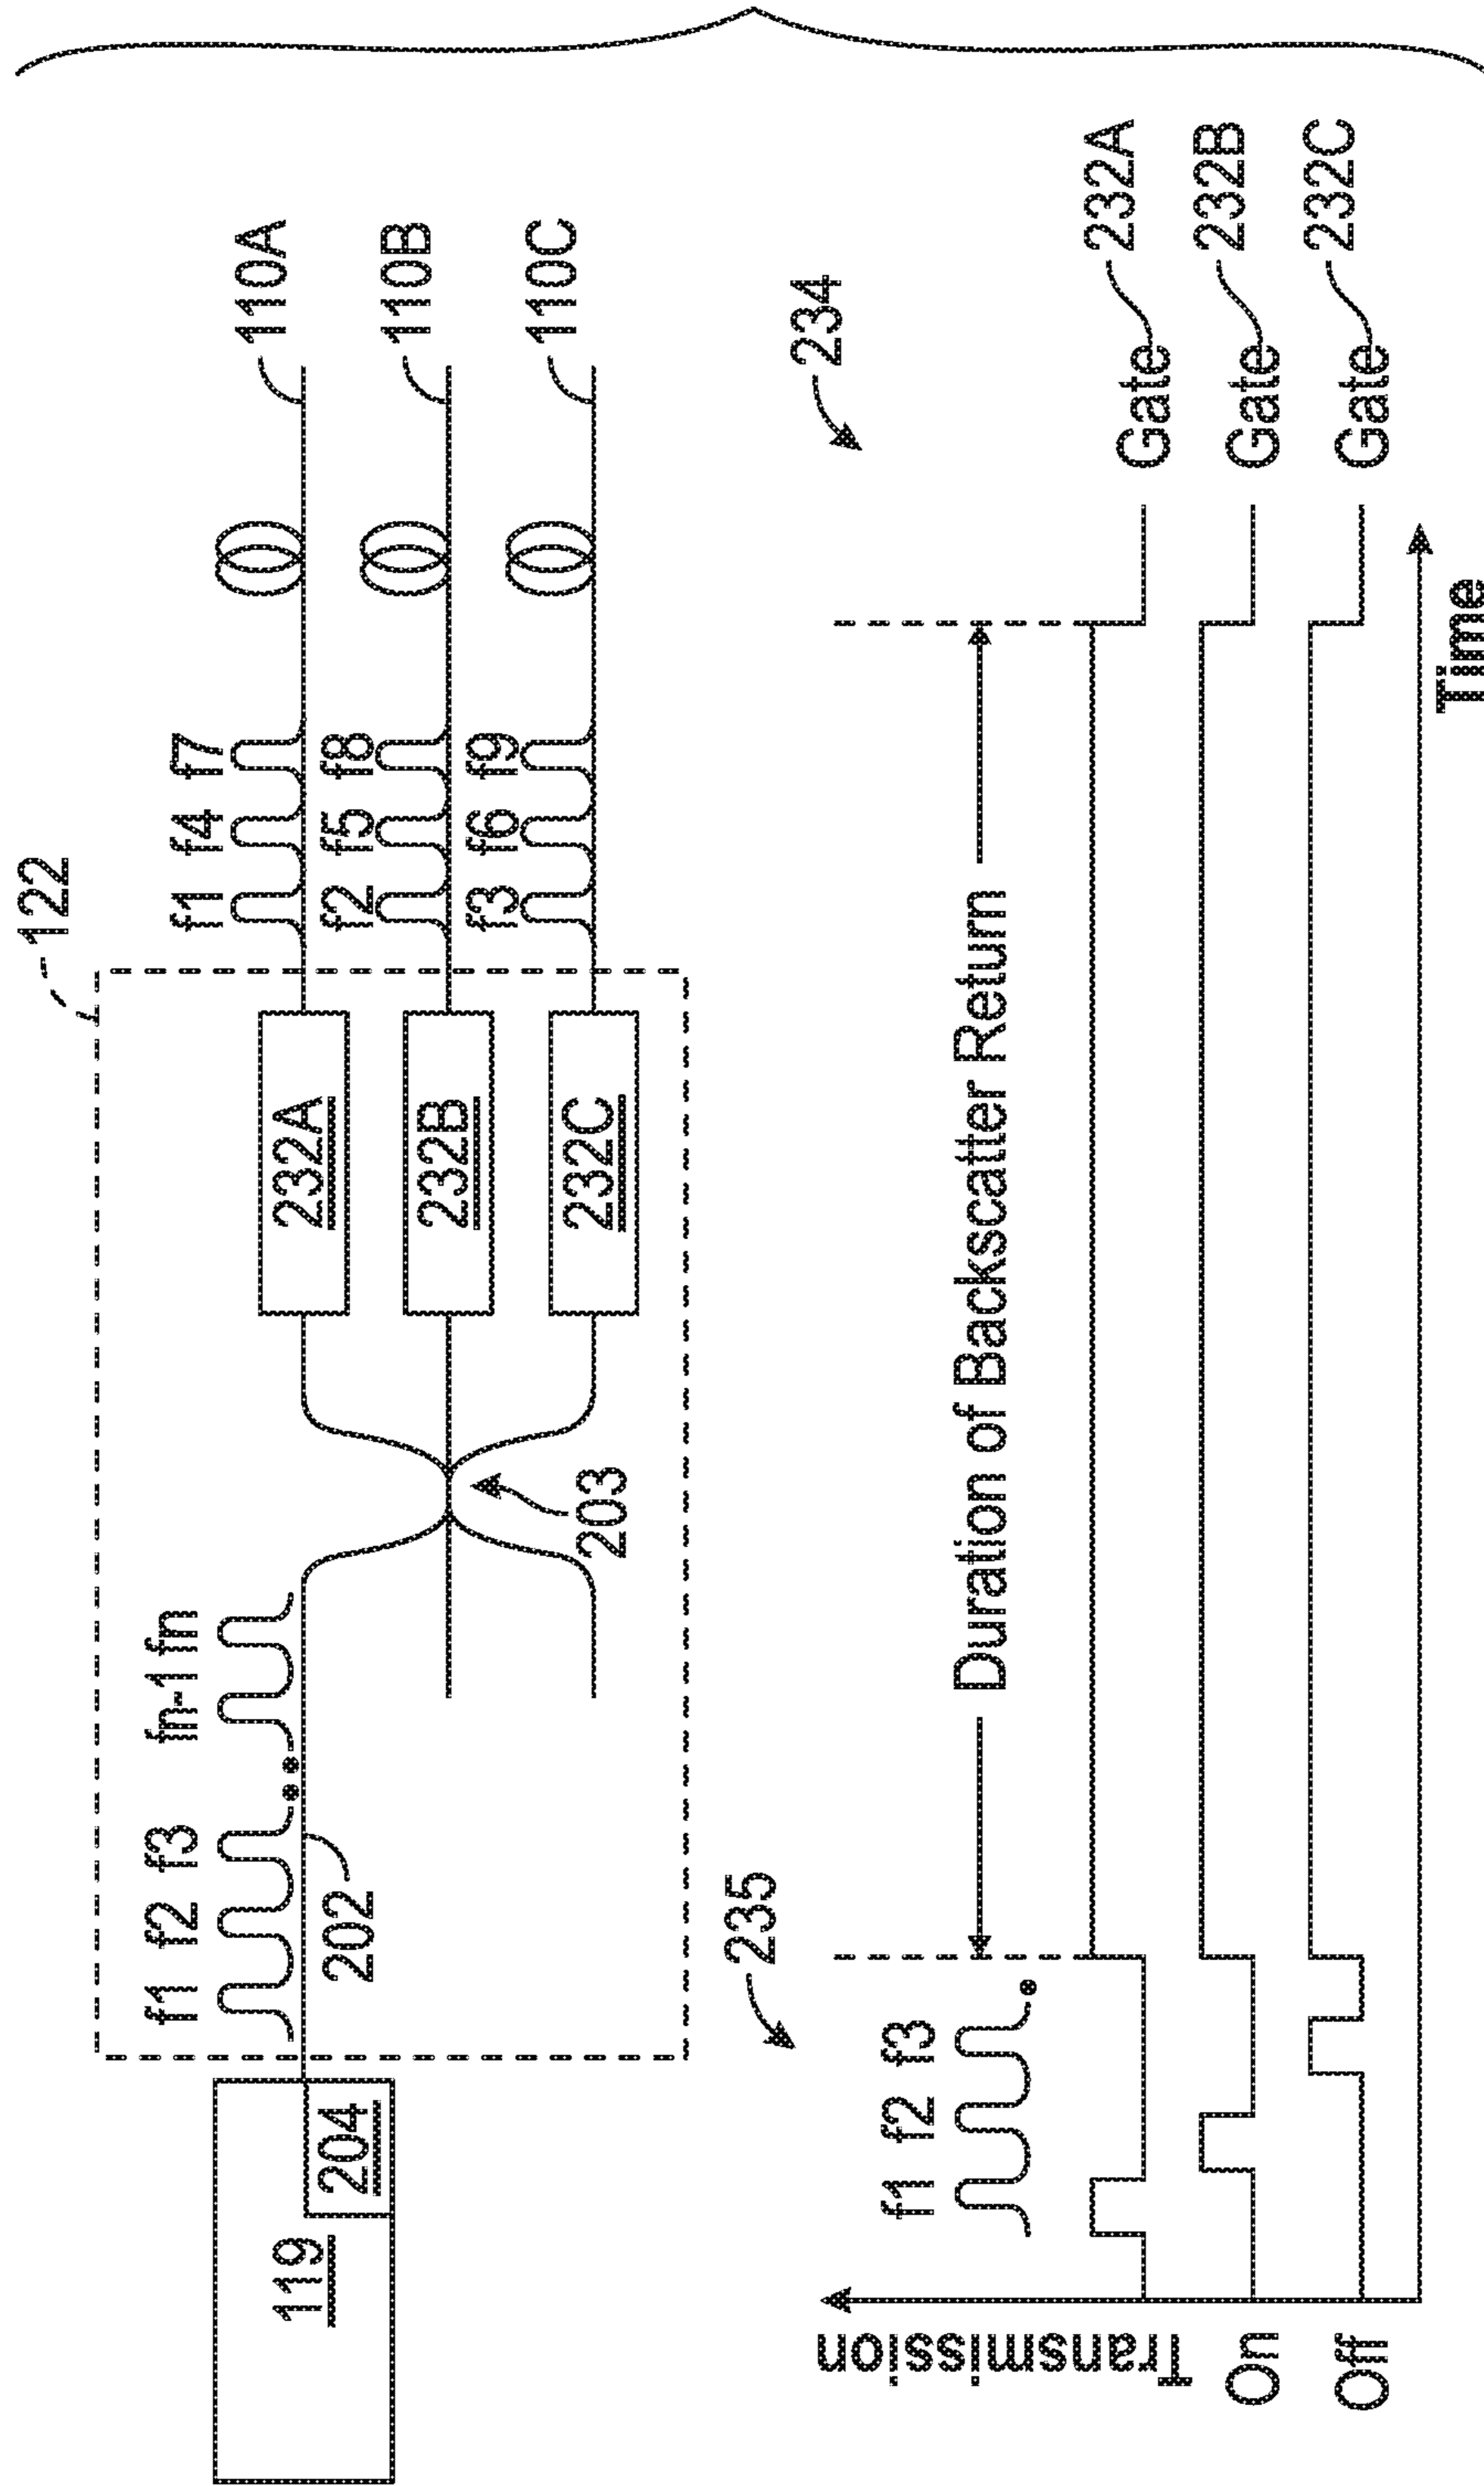 122
119
204
f1 f2 f3 fn-1 fn
202
203
232A
232B
232C
f1 f4 f7
f2 f5 f8
f3 f6 f9
110A
110B
110C
235
234
f1 f2 f3
Duration of Backscatter Return
Transmission
On
Off
Gate 232A
Gate 232B
Gate 232C
Time